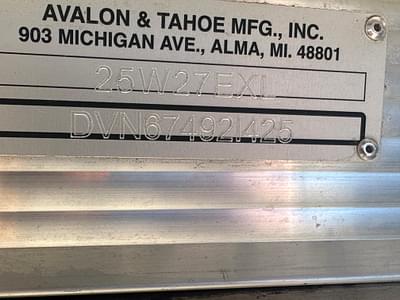 AVALON & TAHOE MFG., INC.
903 MICHIGAN AVE., ALMA, MI. 48801
25W27EXL
DVN67492I425